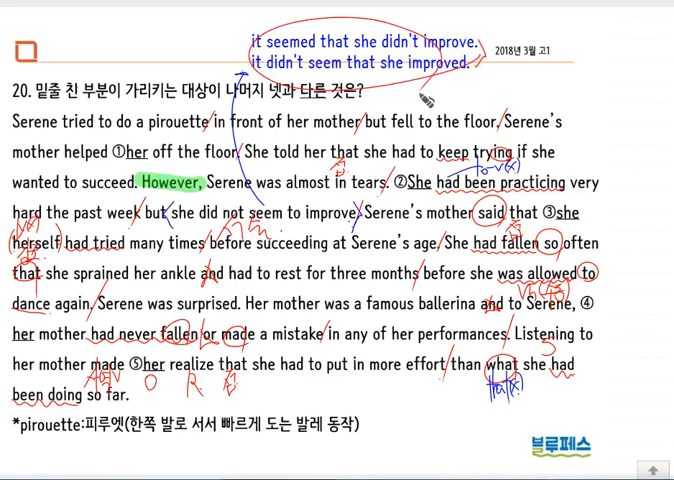 it seemed that she didn't improve.
it didn't seem that she improved.
2018년 3월 고1
20. 밑줄 친 부분이 가리키는 대상이 나머지 넷과 다른 것은?
Serene tried to do a pirouette in front of her mother but fell to the floor. Serene's
mother helped ①her off the floor. She told her that she had to keep trying if she
to-v(x)
wanted to succeed. However, Serene was almost in tears. ②She had been practicing very
hard the past week but she did not seem to improve. Serene's mother said that ③she
herself had tried many times before succeeding at Serene's age. She had fallen so often
that she sprained her ankle and had to rest for three months before she was allowed to
dance again. Serene was surprised. Her mother was a famous ballerina and to Serene, ④
her mother had never fallen or made a mistake in any of her performances. Listening to
S
her mother made ⑤her realize that she had to put in more effort than what she had
O R
that(x)
been doing so far.
*pirouette:피루엣(한쪽 발로 서서 빠르게 도는 발레 동작)
블루페스